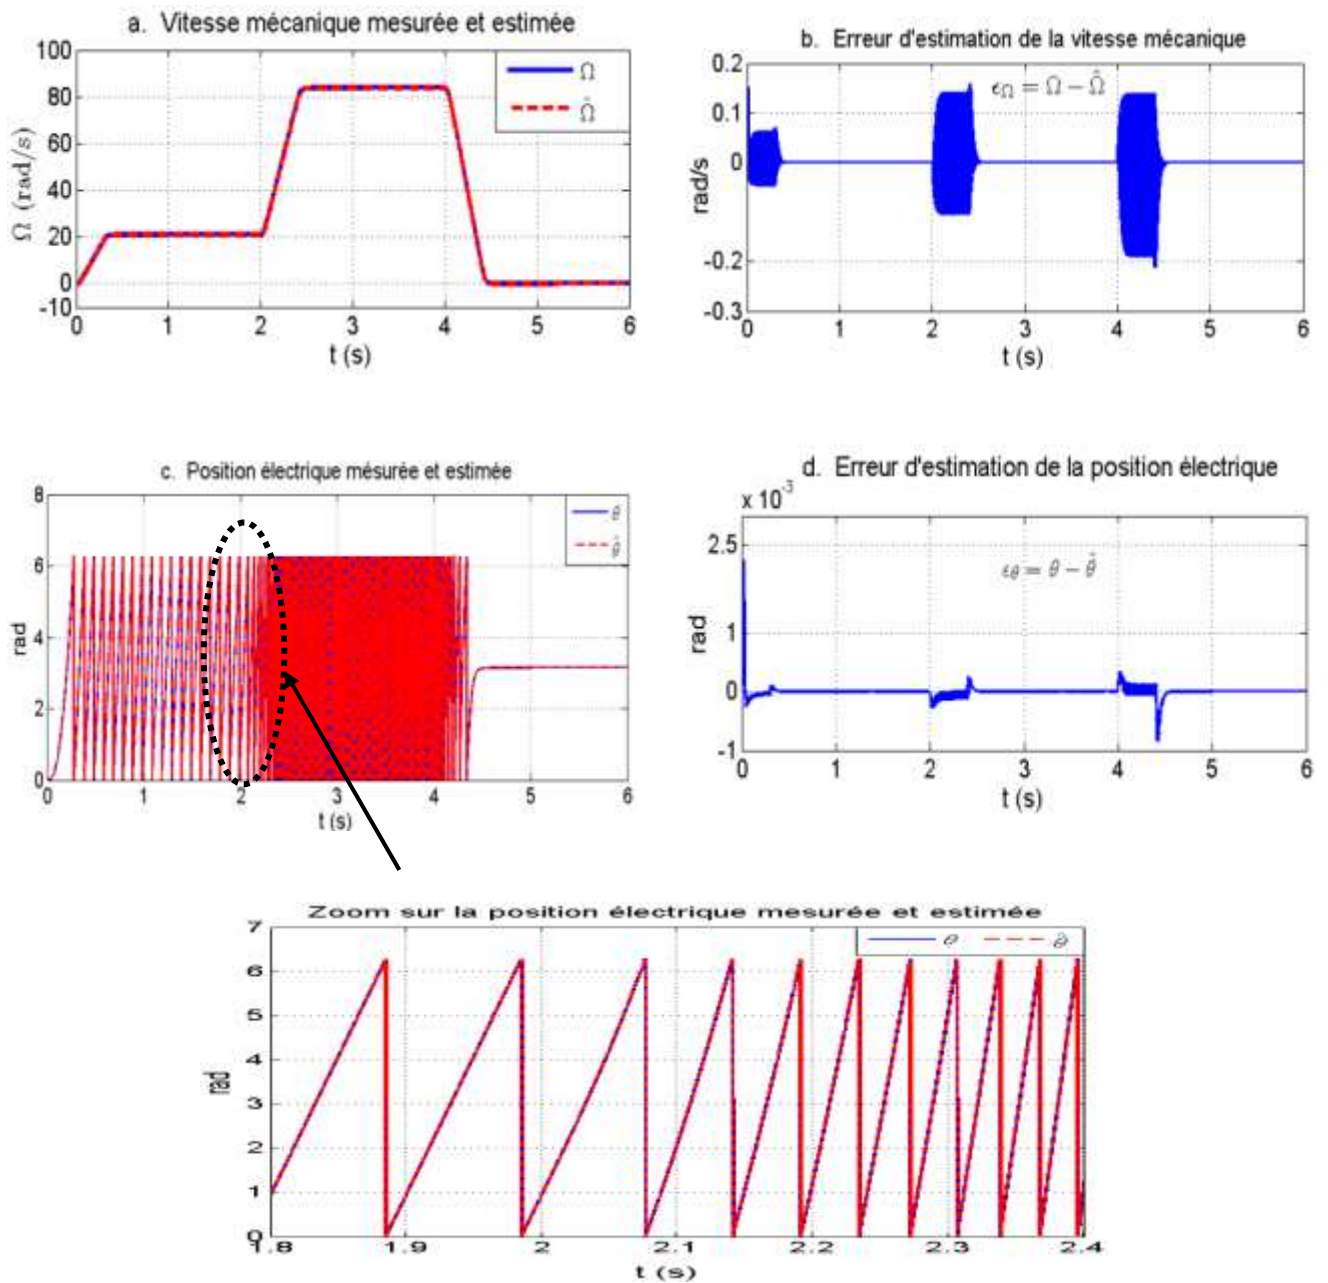 a. Vitesse mécanique mesurée et estimée
100
80
60
40
20
0
-10
Ω (rad/s)
Ω
Ω̂
0 1 2 3 4 5 6
t (s)
b. Erreur d'estimation de la vitesse mécanique
0.2
0.1
0
-0.2
-0.3
rad/s
ϵΩ = Ω − Ω̂
0 1 2 3 4 5 6
t (s)
c. Position électrique mésurée et estimée
8
6
4
2
0
rad
θ
θ̂
0 1 2 3 4 5 6
t (s)
d. Erreur d'estimation de la position électrique
x 10⁻³
2.5
1
0
-1
rad
ϵθ = θ − θ̂
0 1 2 3 4 5 6
t (s)
Zoom sur la position électrique mesurée et estimée
7
6
5
4
3
2
1
0
rad
θ θ̂
1.8 1.9 2 2.1 2.2 2.3 2.4
t (s)